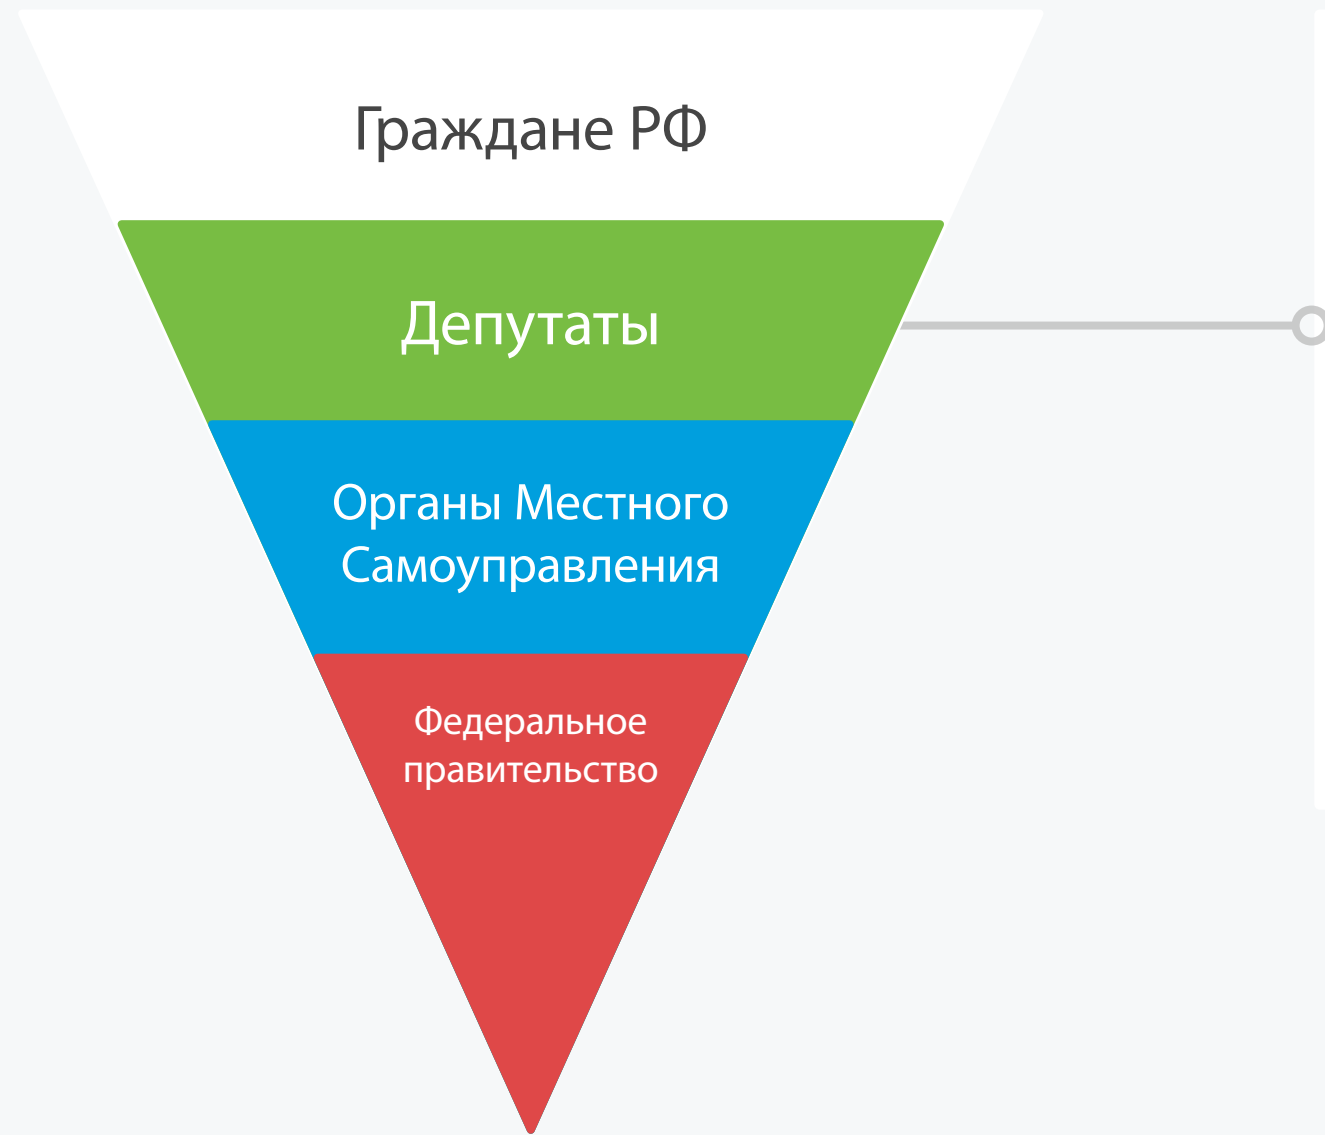 Граждане РФ
Депутаты
Органы Местного
Самоуправления
Федеральное
правительство